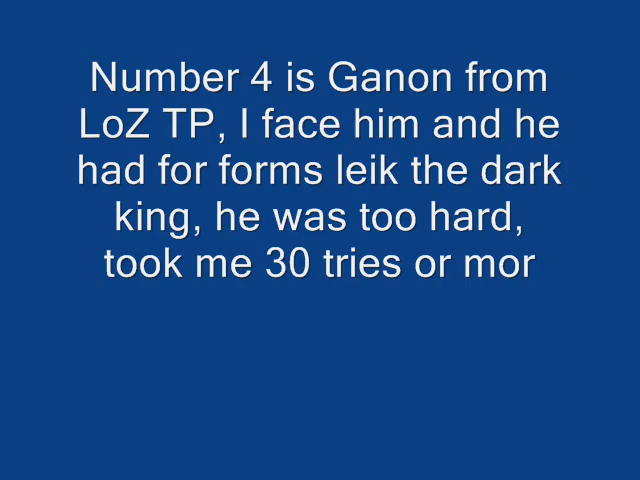 Number 4 is Ganon from
LoZ TP, I face him and he
had for forms leik the dark
king, he was too hard,
took me 30 tries or mor